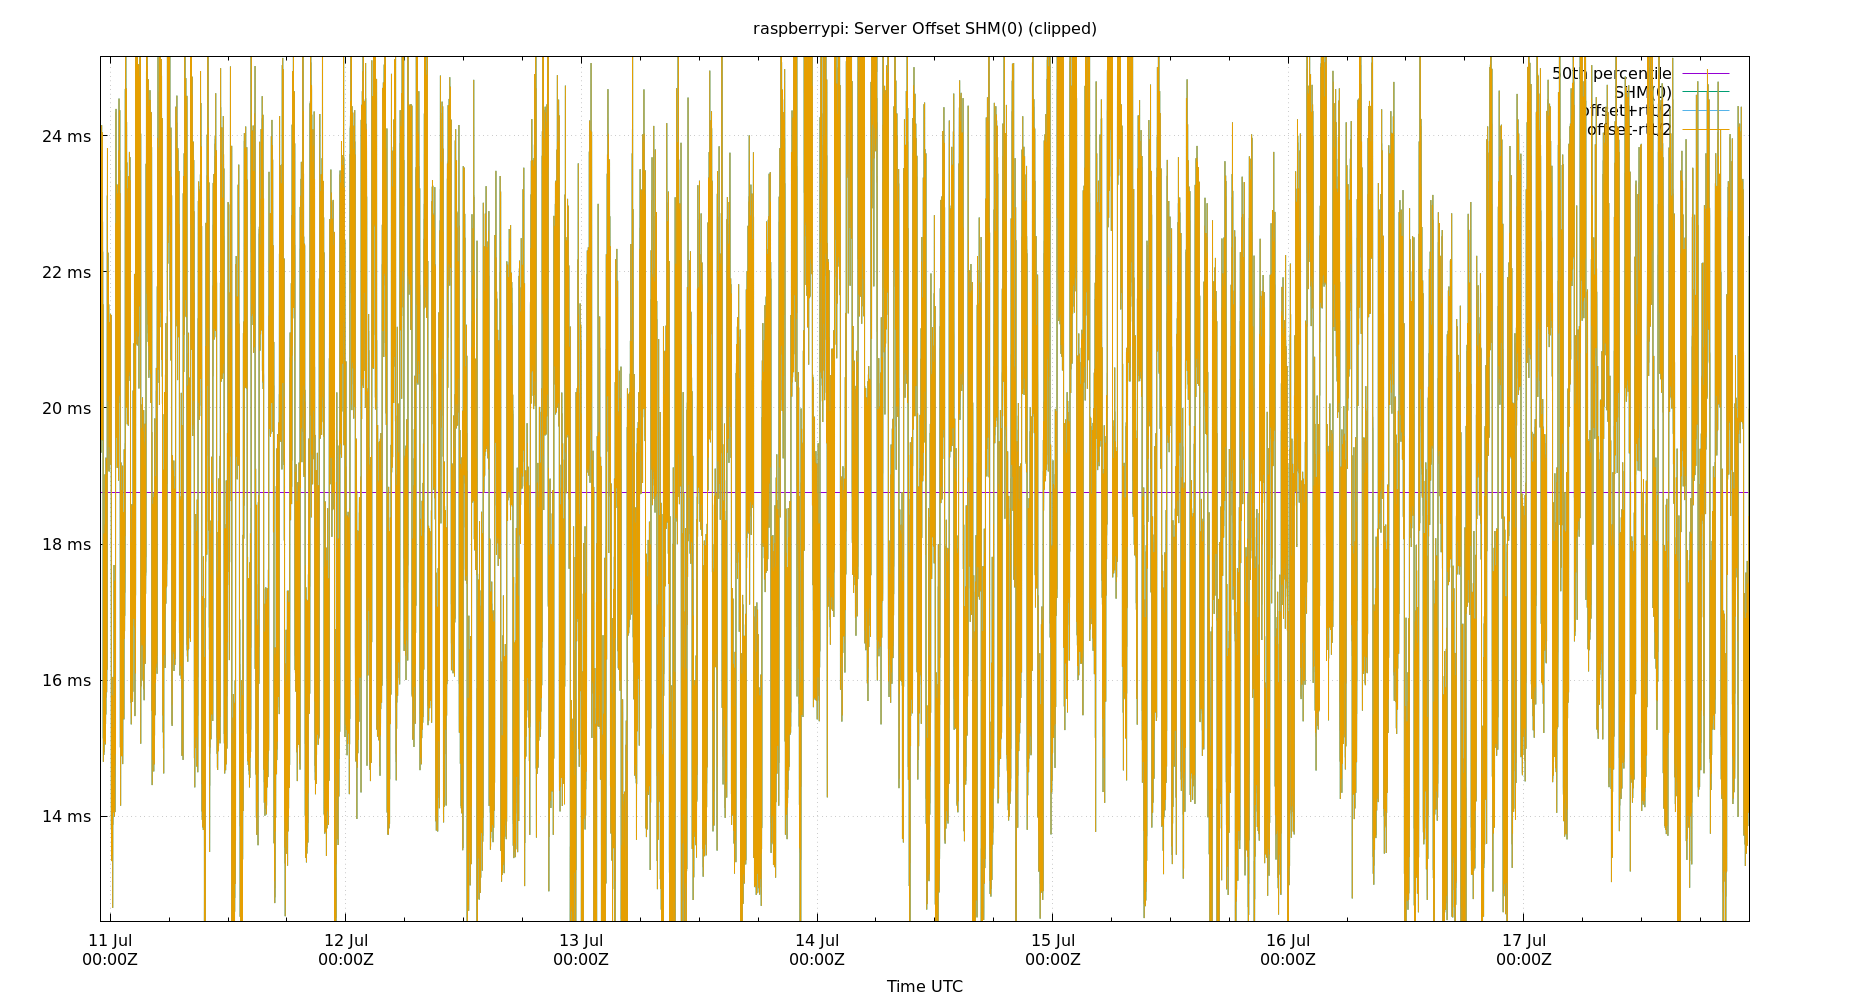 raspberrypi: Server Offset SHM(0) (clipped)
50th percentile
SHM(0)
offset+rtt/2
offset-rtt/2
24 ms
22 ms
20 ms
18 ms
16 ms
14 ms
11 Jul 12 Jul 13 Jul 14 Jul 15 Jul 16 Jul 17 Jul
00:00Z 00:00Z 00:00Z 00:00Z 00:00Z 00:00Z 00:00Z
Time UTC